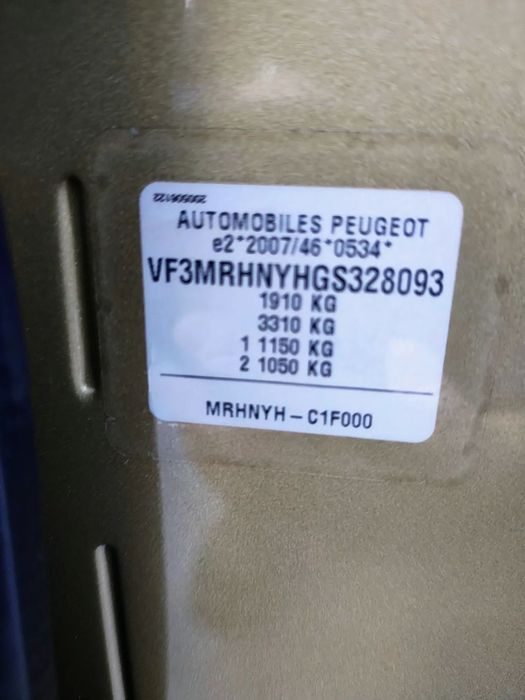 200506122
AUTOMOBILES PEUGEOT
e2*2007/46*0534*
VF3MRHNYHGS328093
1910 KG
3310 KG
1 1150 KG
2 1050 KG
MRHNYH - C1F000